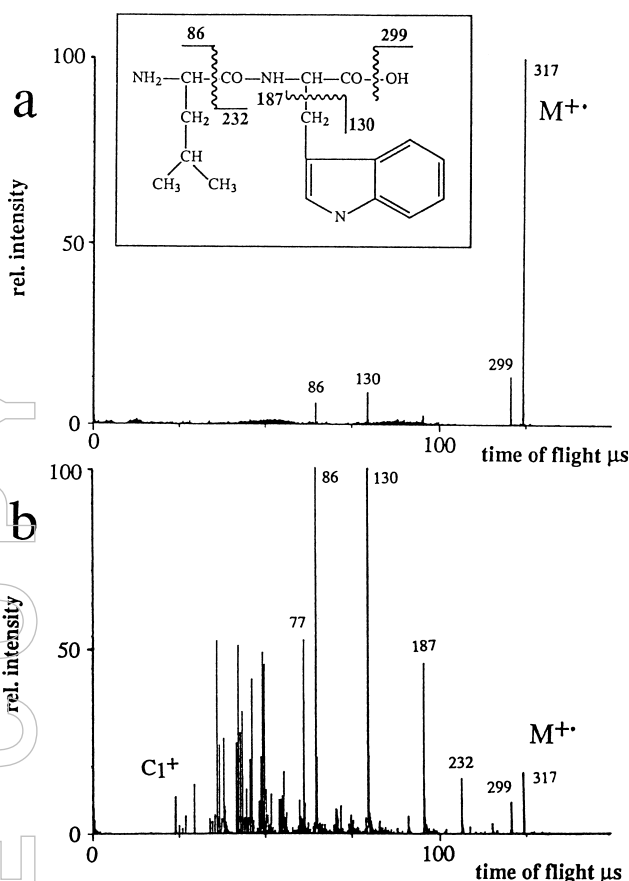 a
rel. intensity
100
50
0
0
100
time of flight μs
86
299
NH2 CH CO NH CH CO OH
187
232
130
CH2
CH2
CH
CH3
CH3
N
86
130
299
317
M+·
b
rel. intensity
100
50
0
0
100
time of flight μs
C1+
77
86
130
187
232
299
317
M+·